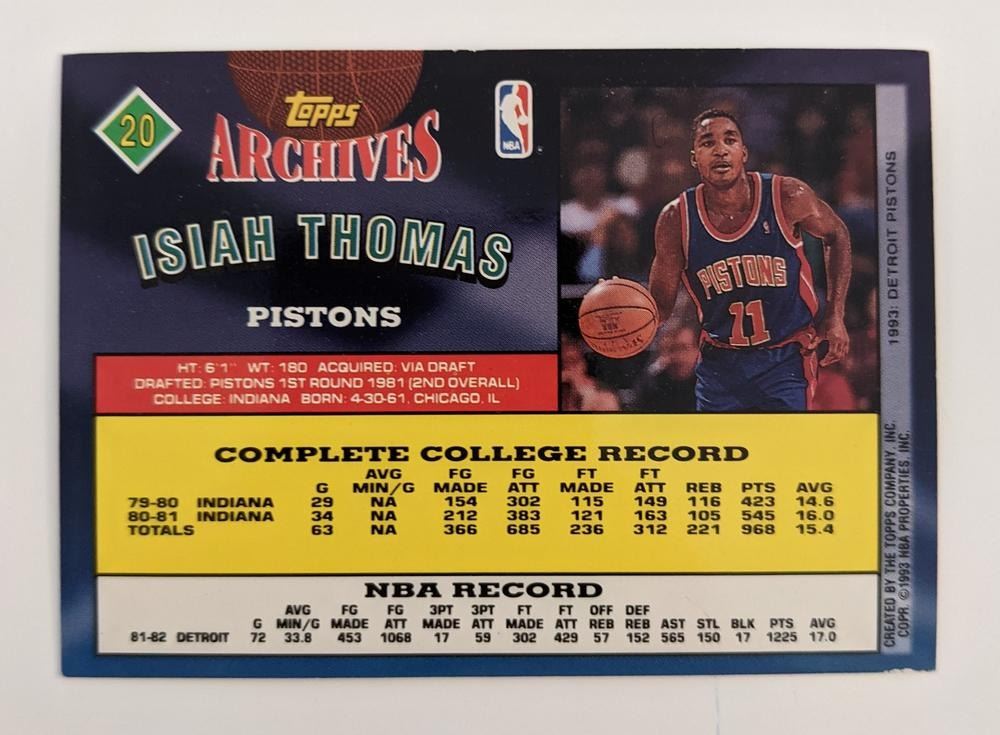 20
TOPPS
ARCHIVES
NBA
ISIAH THOMAS
PISTONS
HT: 6'1" WT: 180 ACQUIRED: VIA DRAFT
DRAFTED: PISTONS 1ST ROUND 1981 (2ND OVERALL)
COLLEGE: INDIANA BORN: 4-30-61, CHICAGO, IL
PISTONS
11
1993: DETROIT PISTONS
COMPLETE COLLEGE RECORD
AVG FG FG FT FT
G MIN/G MADE ATT MADE ATT REB PTS AVG
79-80 INDIANA 29 NA 154 302 115 149 116 423 14.6
80-81 INDIANA 34 NA 212 383 121 163 105 545 16.0
TOTALS 63 NA 366 685 236 312 221 968 15.4
NBA RECORD
AVG FG FG 3PT 3PT FT FT OFF DEF
G MIN/G MADE ATT MADE ATT MADE ATT REB REB AST STL BLK PTS AVG
81-82 DETROIT 72 33.8 453 1068 17 59 302 429 57 152 565 150 17 1225 17.0
CREATED BY THE TOPPS COMPANY, INC.
COPR. ©1993 NBA PROPERTIES, INC.